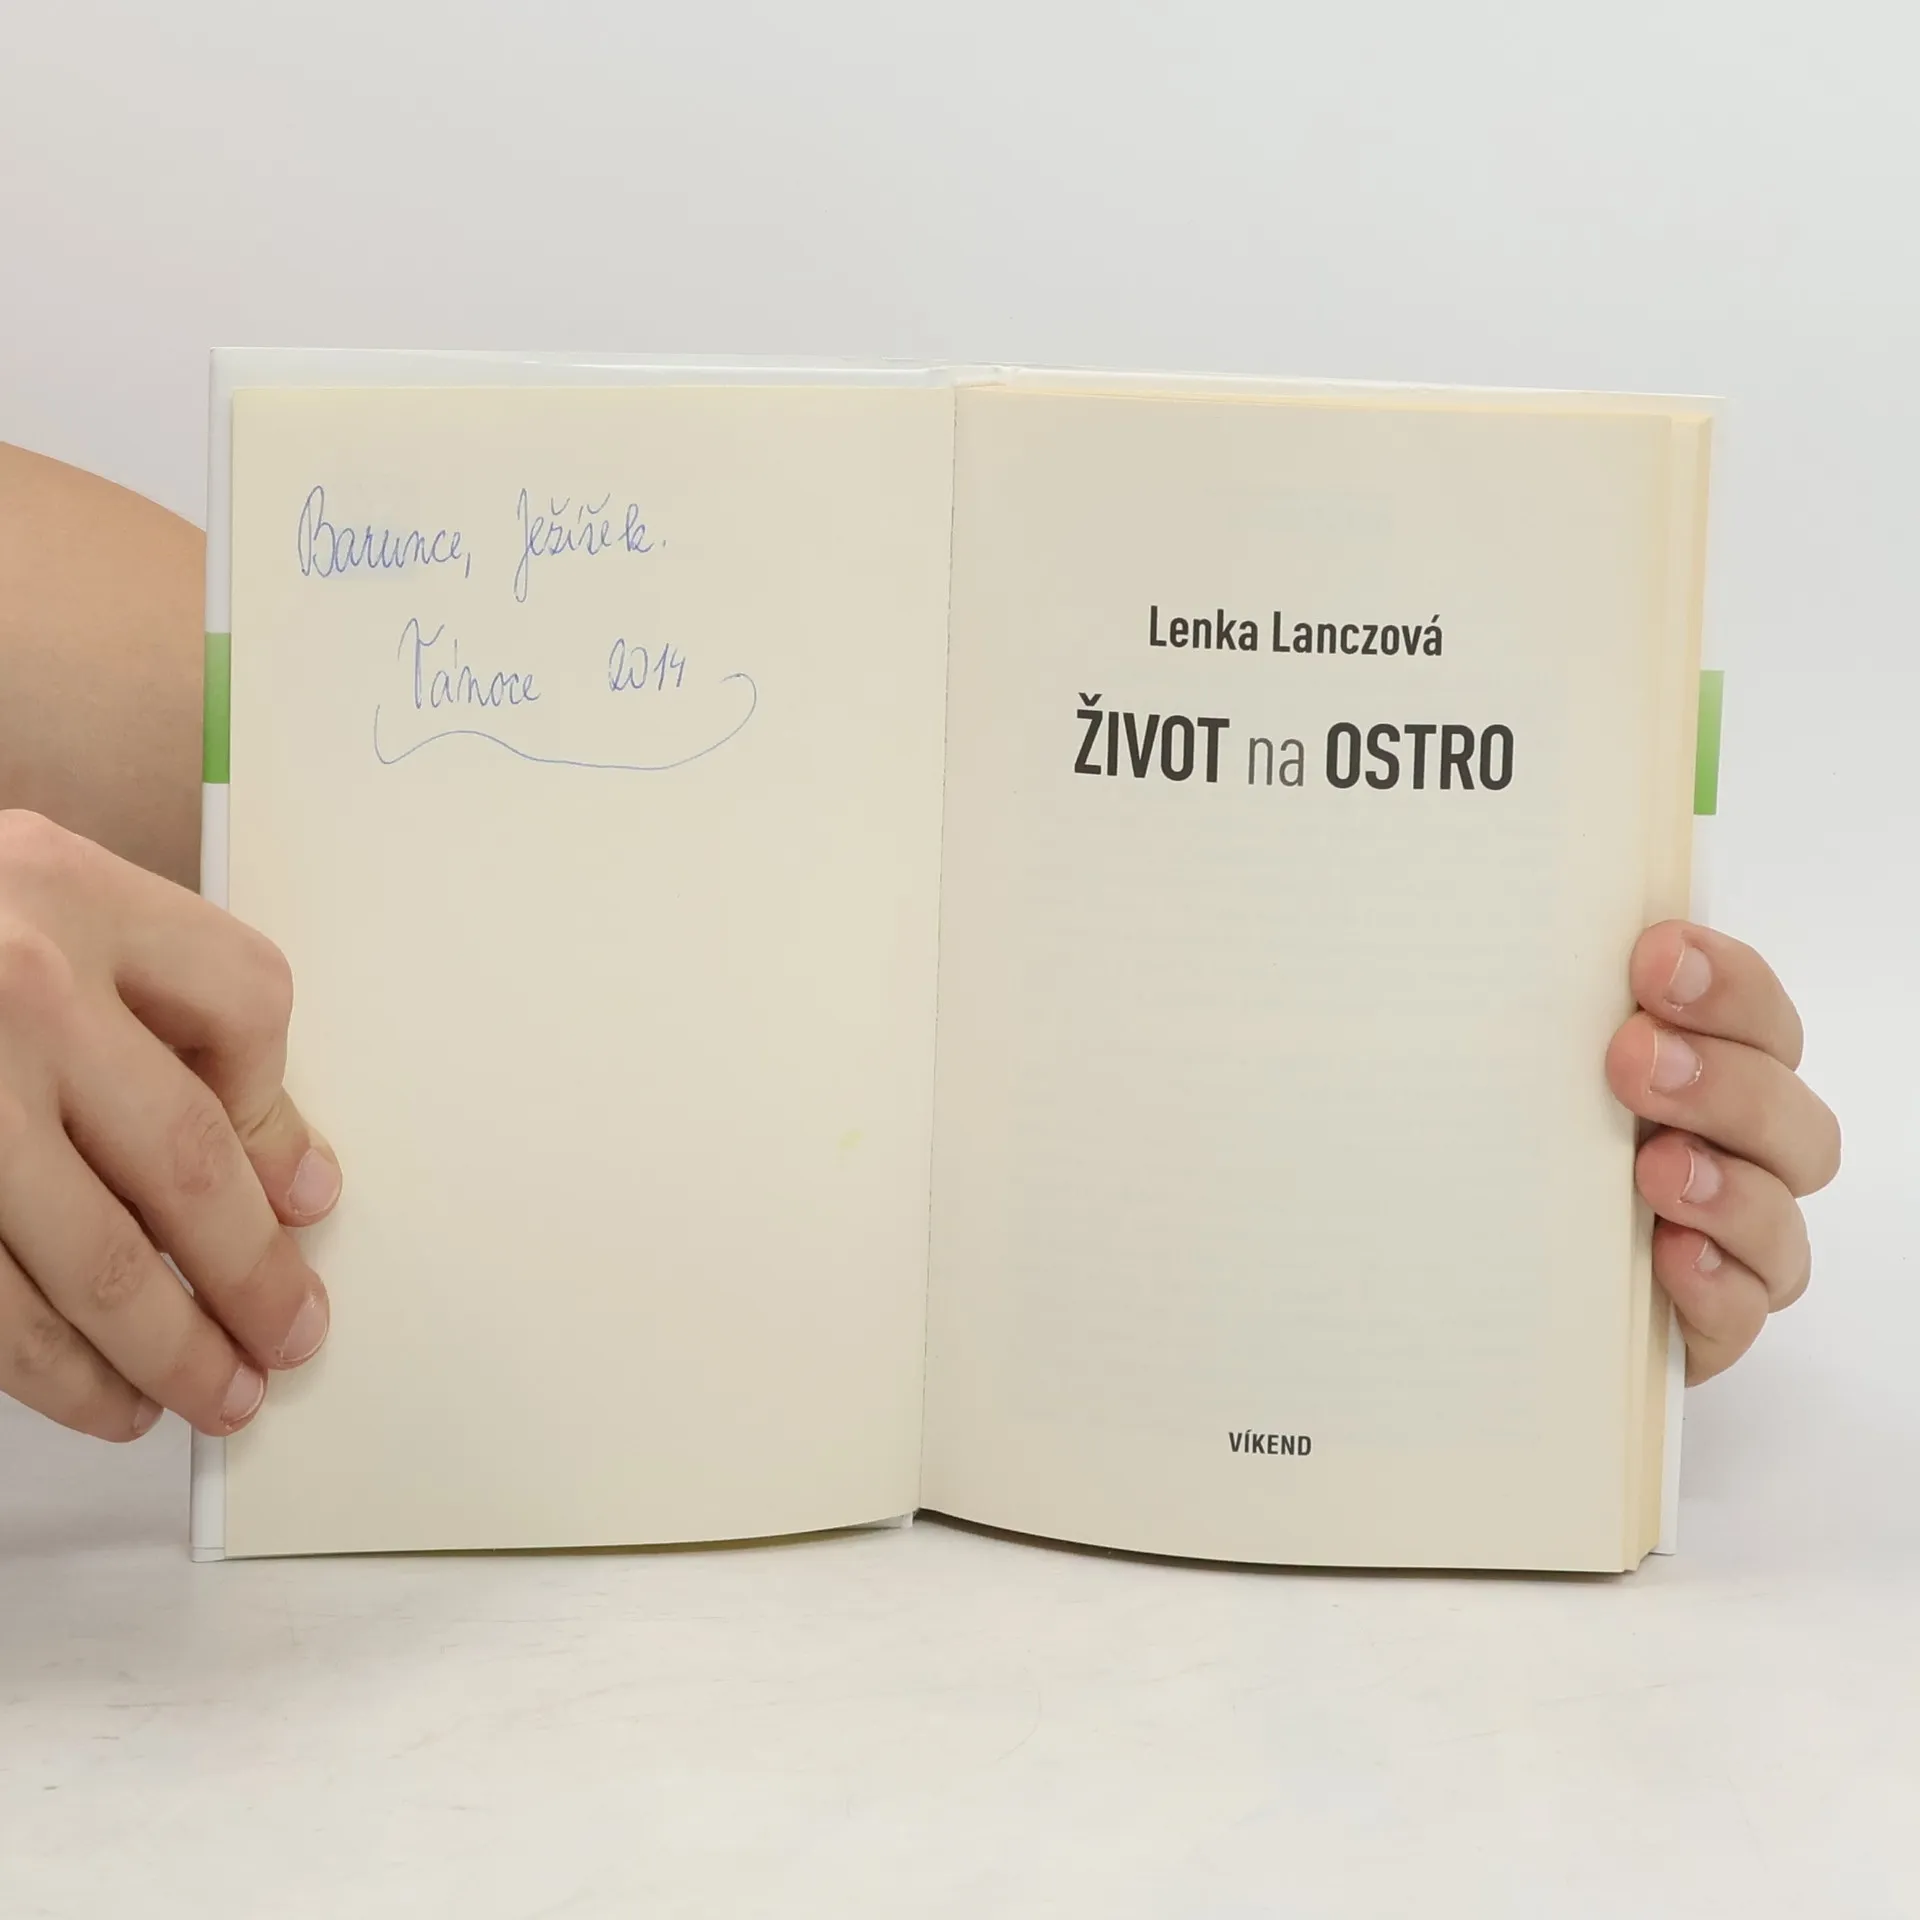 Barunce, Ježíšek.
Vánoce 2014
Lenka Lanczová
ŽIVOT na OSTRO
VÍKEND